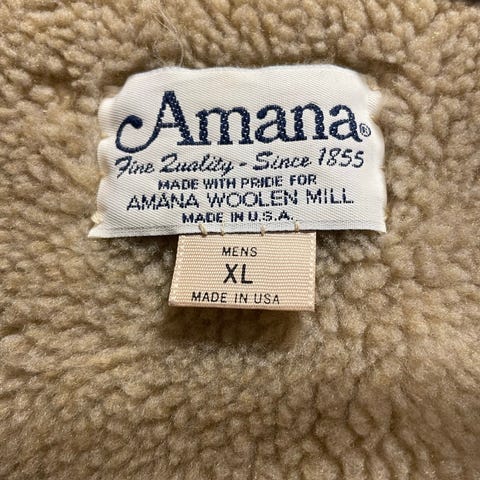 Amana®
Fine Quality - Since 1855
MADE WITH PRIDE FOR
AMANA WOOLEN MILL
MADE IN U.S.A.
MENS
XL
MADE IN USA